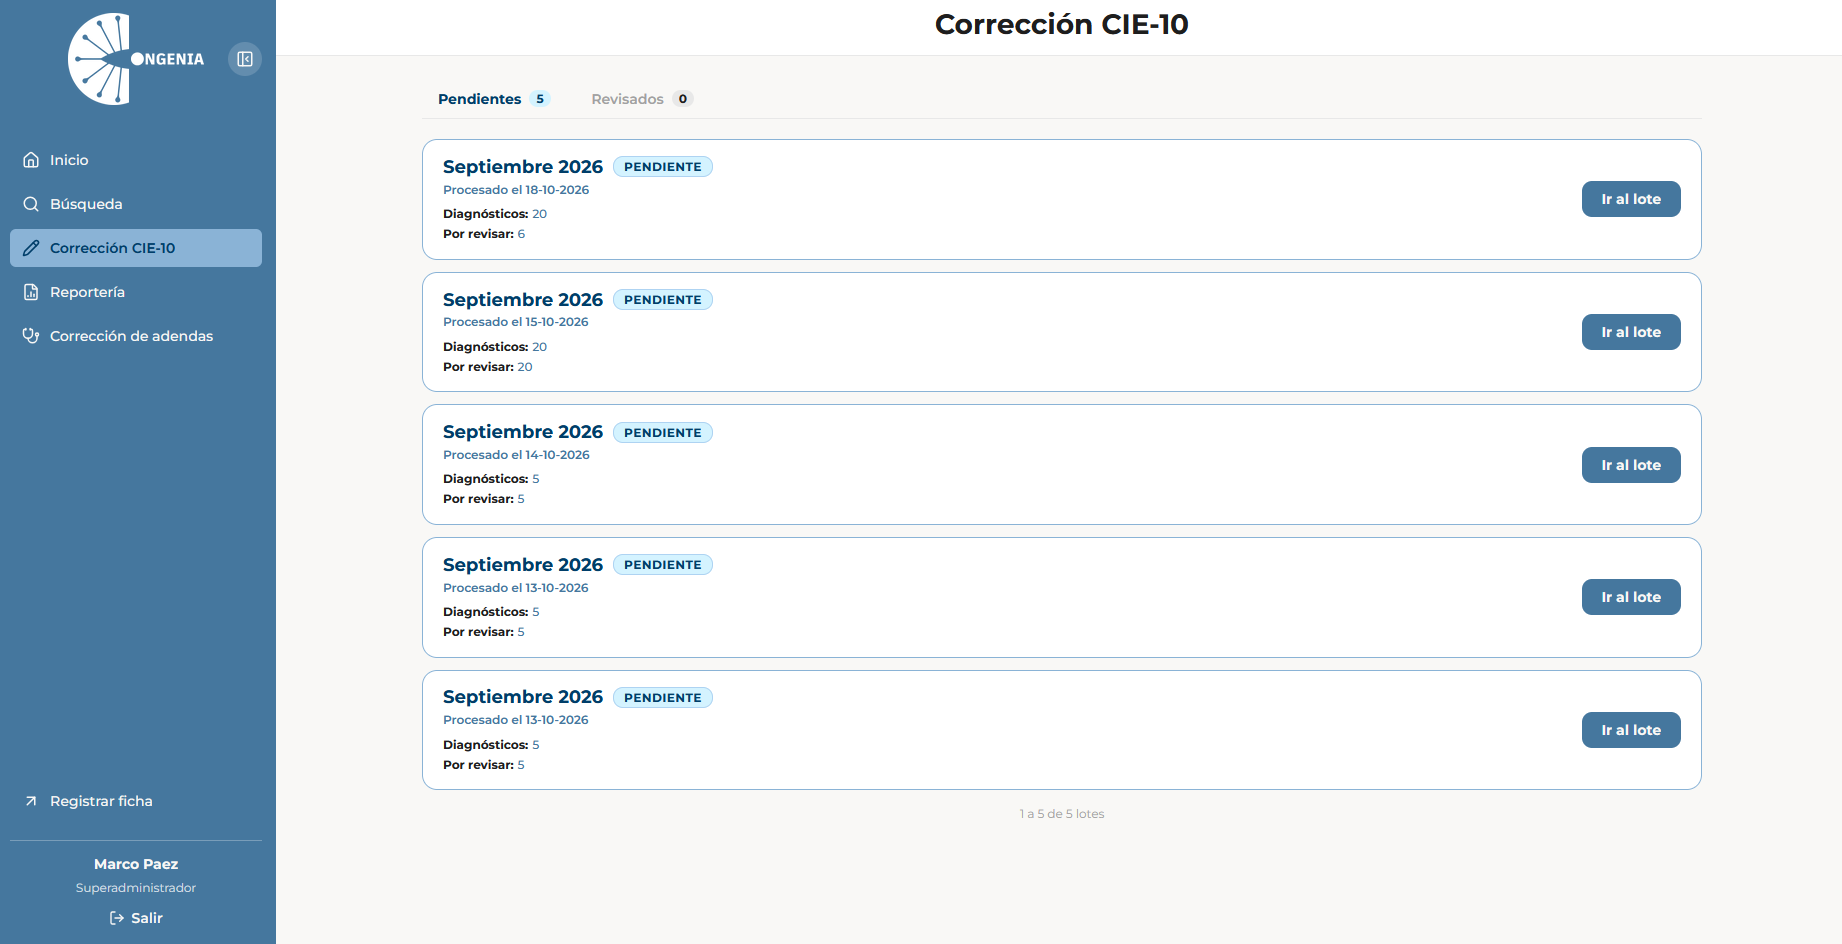 ONGENIA
Inicio
Búsqueda
Corrección CIE-10
Reportería
Corrección de adendas
Registrar ficha
Marco Paez
Superadministrador
Salir
Corrección CIE-10
Pendientes 5 Revisados 0
Septiembre 2026 PENDIENTE
Procesado el 18-10-2026
Diagnósticos: 20
Por revisar: 6
Ir al lote
Septiembre 2026 PENDIENTE
Procesado el 15-10-2026
Diagnósticos: 20
Por revisar: 20
Ir al lote
Septiembre 2026 PENDIENTE
Procesado el 14-10-2026
Diagnósticos: 5
Por revisar: 5
Ir al lote
Septiembre 2026 PENDIENTE
Procesado el 13-10-2026
Diagnósticos: 5
Por revisar: 5
Ir al lote
Septiembre 2026 PENDIENTE
Procesado el 13-10-2026
Diagnósticos: 5
Por revisar: 5
Ir al lote
1 a 5 de 5 lotes